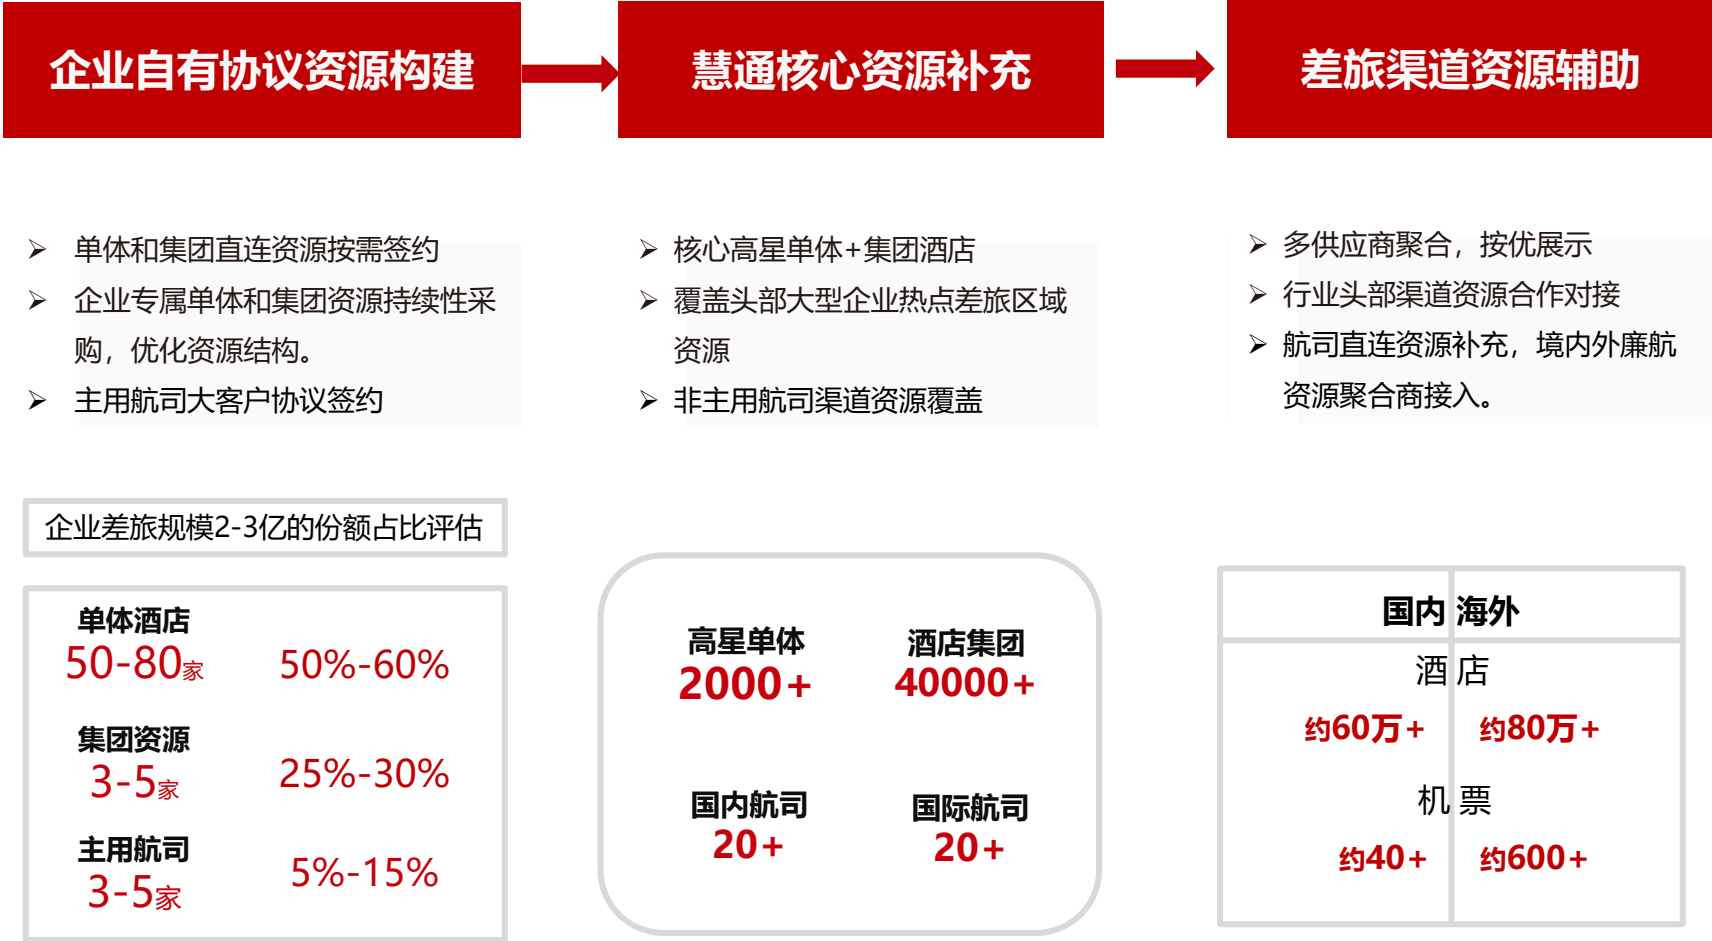 企业自有协议资源构建
慧通核心资源补充
差旅渠道资源辅助
➢ 单体和集团直连资源按需签约
➢ 企业专属单体和集团资源持续性采
购，优化资源结构。
➢ 主用航司大客户协议签约
➢ 核心高星单体+集团酒店
➢ 覆盖头部大型企业热点差旅区域
资源
➢ 非主用航司渠道资源覆盖
➢ 多供应商聚合，按优展示
➢ 行业头部渠道资源合作对接
➢ 航司直连资源补充，境内外廉航
资源聚合商接入。
企业差旅规模2-3亿的份额占比评估
单体酒店
50-80家 50%-60%
集团资源
3-5家 25%-30%
主用航司
3-5家 5%-15%
高星单体 酒店集团
2000+ 40000+
国内航司 国际航司
20+ 20+
国内 海外
酒 店
约60万+ 约80万+
机 票
约40+ 约600+